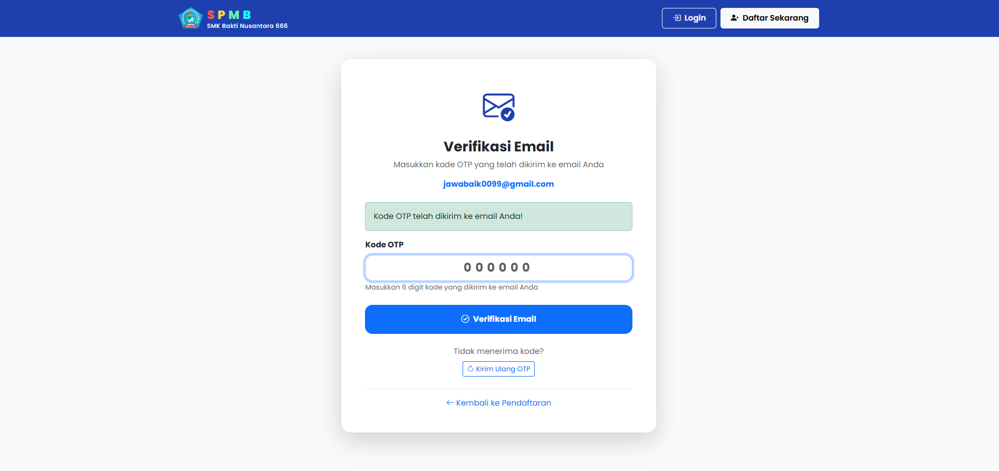 SPMB
SMK Bakti Nusantara 666
Login
Daftar Sekarang
Verifikasi Email
Masukkan kode OTP yang telah dikirim ke email Anda
jawabaik0099@gmail.com
Kode OTP telah dikirim ke email Anda!
Kode OTP
000000
Masukkan 6 digit kode yang dikirim ke email Anda
Verifikasi Email
Tidak menerima kode?
Kirim Ulang OTP
← Kembali ke Pendaftaran